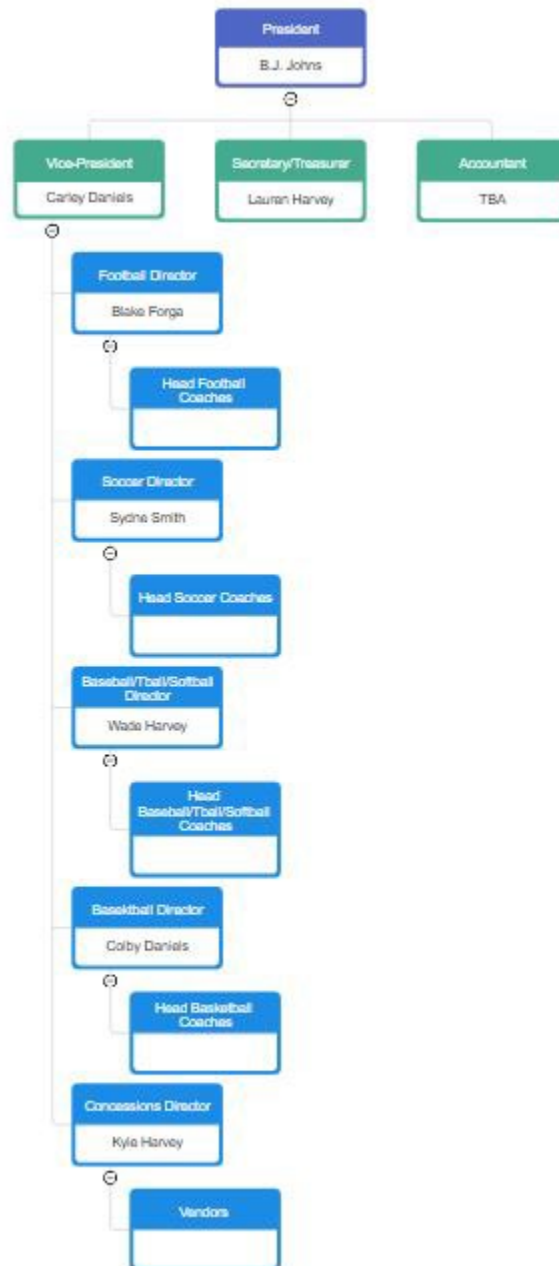 President
B.J. Johns
Vice-President
Carley Daniels
Secretary/Treasurer
Lauren Harvey
Accountant
TBA
Football Director
Blake Forga
Head Football
Coaches
Soccer Director
Sydne Smith
Head Soccer Coaches
Baseball/Tball/Softball
Director
Wade Harvey
Head
Baseball/Tball/Softball
Coaches
Basektball Director
Colby Daniels
Head Basketball
Coaches
Concessions Director
Kyle Harvey
Vendors